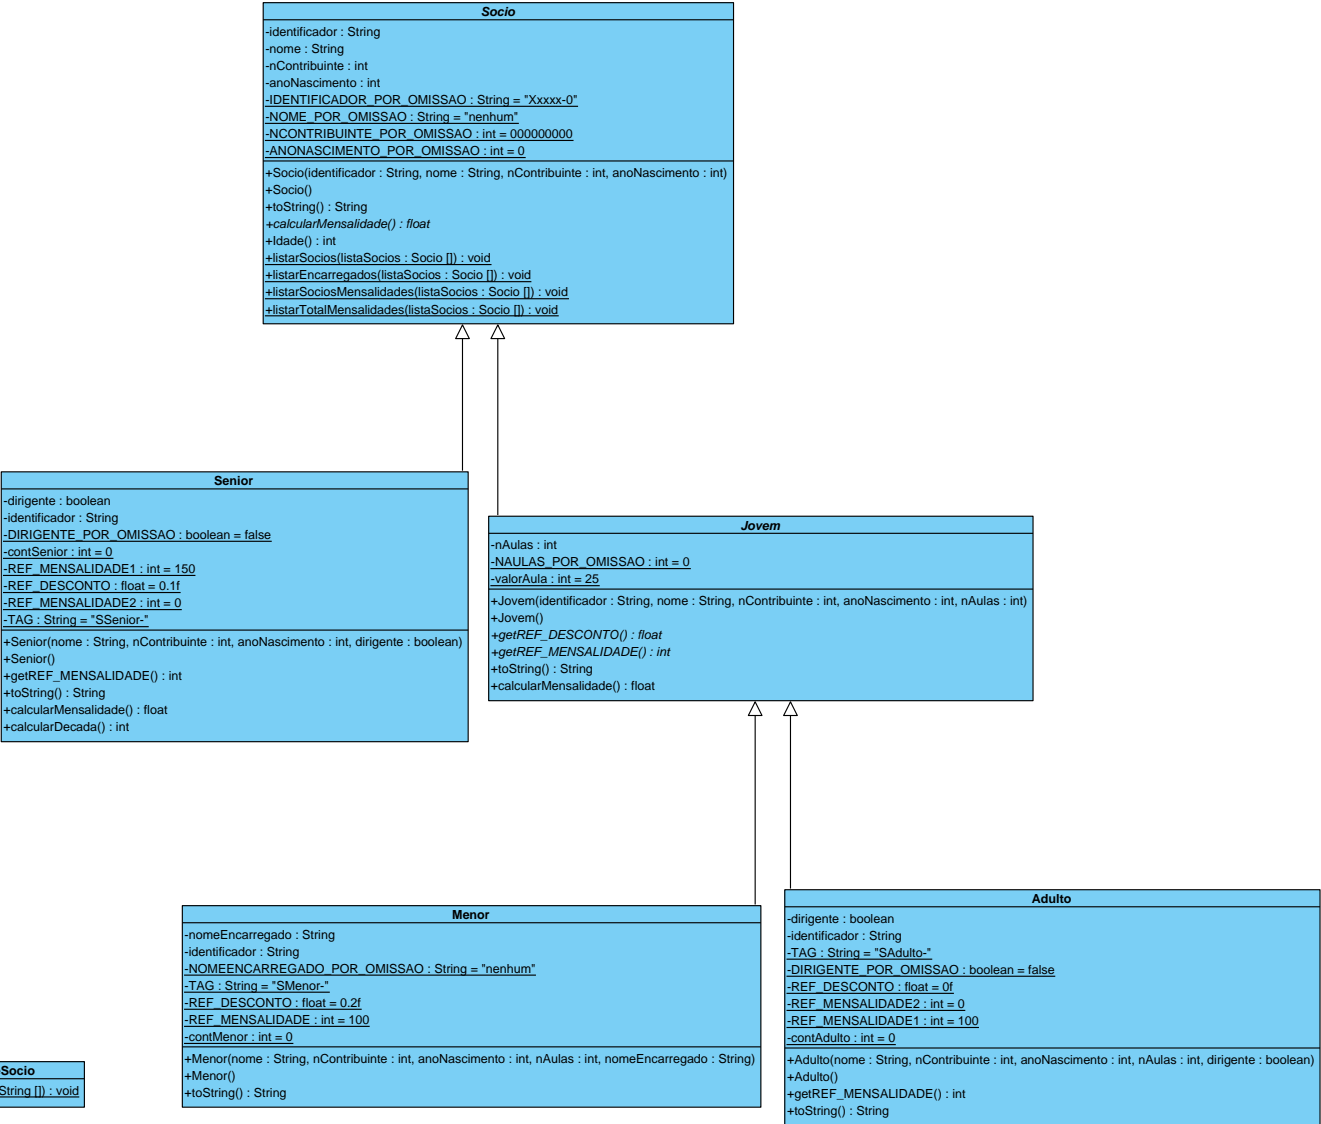 Socio
-identificador : String
-nome : String
-nContribuinte : int
-anoNascimento : int
-IDENTIFICADOR_POR_OMISSAO : String = "Xxxxx-0"
-NOME_POR_OMISSAO : String = "nenhum"
-NCONTRIBUINTE_POR_OMISSAO : int = 000000000
-ANONASCIMENTO_POR_OMISSAO : int = 0
+Socio(identificador : String, nome : String, nContribuinte : int, anoNascimento : int)
+Socio()
+toString() : String
+calcularMensalidade() : float
+Idade() : int
+listarSocios(listaSocios : Socio []) : void
+listarEncarregados(listaSocios : Socio []) : void
+listarSociosMensalidades(listaSocios : Socio []) : void
+listarTotalMensalidades(listaSocios : Socio []) : void
Senior
-dirigente : boolean
-identificador : String
-DIRIGENTE_POR_OMISSAO : boolean = false
-contSenior : int = 0
-REF_MENSALIDADE1 : int = 150
-REF_DESCONTO : float = 0.1f
-REF_MENSALIDADE2 : int = 0
-TAG : String = "SSenior-"
+Senior(nome : String, nContribuinte : int, anoNascimento : int, dirigente : boolean)
+Senior()
+getREF_MENSALIDADE() : int
+toString() : String
+calcularMensalidade() : float
+calcularDecada() : int
Jovem
-nAulas : int
-NAULAS_POR_OMISSAO : int = 0
-valorAula : int = 25
+Jovem(identificador : String, nome : String, nContribuinte : int, anoNascimento : int, nAulas : int)
+Jovem()
+getREF_DESCONTO() : float
+getREF_MENSALIDADE() : int
+toString() : String
+calcularMensalidade() : float
Menor
-nomeEncarregado : String
-identificador : String
-NOMEENCARREGADO_POR_OMISSAO : String = "nenhum"
-TAG : String = "SMenor-"
-REF_DESCONTO : float = 0.2f
-REF_MENSALIDADE : int = 100
-contMenor : int = 0
+Menor(nome : String, nContribuinte : int, anoNascimento : int, nAulas : int, nomeEncarregado : String)
+Menor()
+toString() : String
Adulto
-dirigente : boolean
-identificador : String
-TAG : String = "SAdulto-"
-DIRIGENTE_POR_OMISSAO : boolean = false
-REF_DESCONTO : float = 0f
-REF_MENSALIDADE2 : int = 0
-REF_MENSALIDADE1 : int = 100
-contAdulto : int = 0
+Adulto(nome : String, nContribuinte : int, anoNascimento : int, nAulas : int, dirigente : boolean)
+Adulto()
+getREF_MENSALIDADE() : int
+toString() : String
Socio
String []) : void